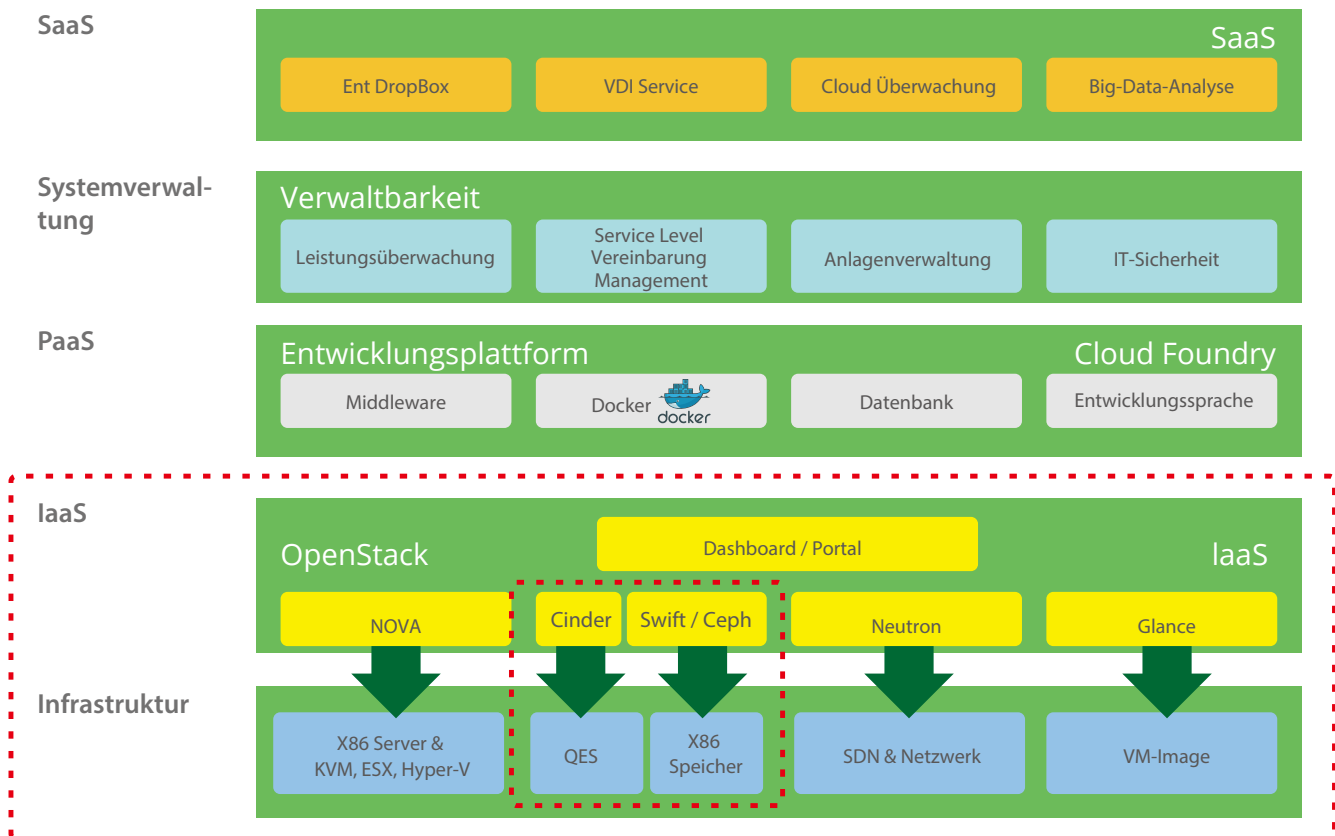 SaaS
SaaS
Ent DropBox
VDI Service
Cloud Überwachung
Big-Data-Analyse
Systemverwal-
tung
Verwaltbarkeit
Leistungsüberwachung
Service Level
Vereinbarung
Management
Anlagenverwaltung
IT-Sicherheit
PaaS
Entwicklungsplattform
Cloud Foundry
Middleware
Docker
docker
Datenbank
Entwicklungssprache
IaaS
OpenStack
Dashboard / Portal
IaaS
NOVA
Cinder
Swift / Ceph
Neutron
Glance
Infrastruktur
X86 Server &
KVM, ESX, Hyper-V
QES
X86
Speicher
SDN & Netzwerk
VM-Image